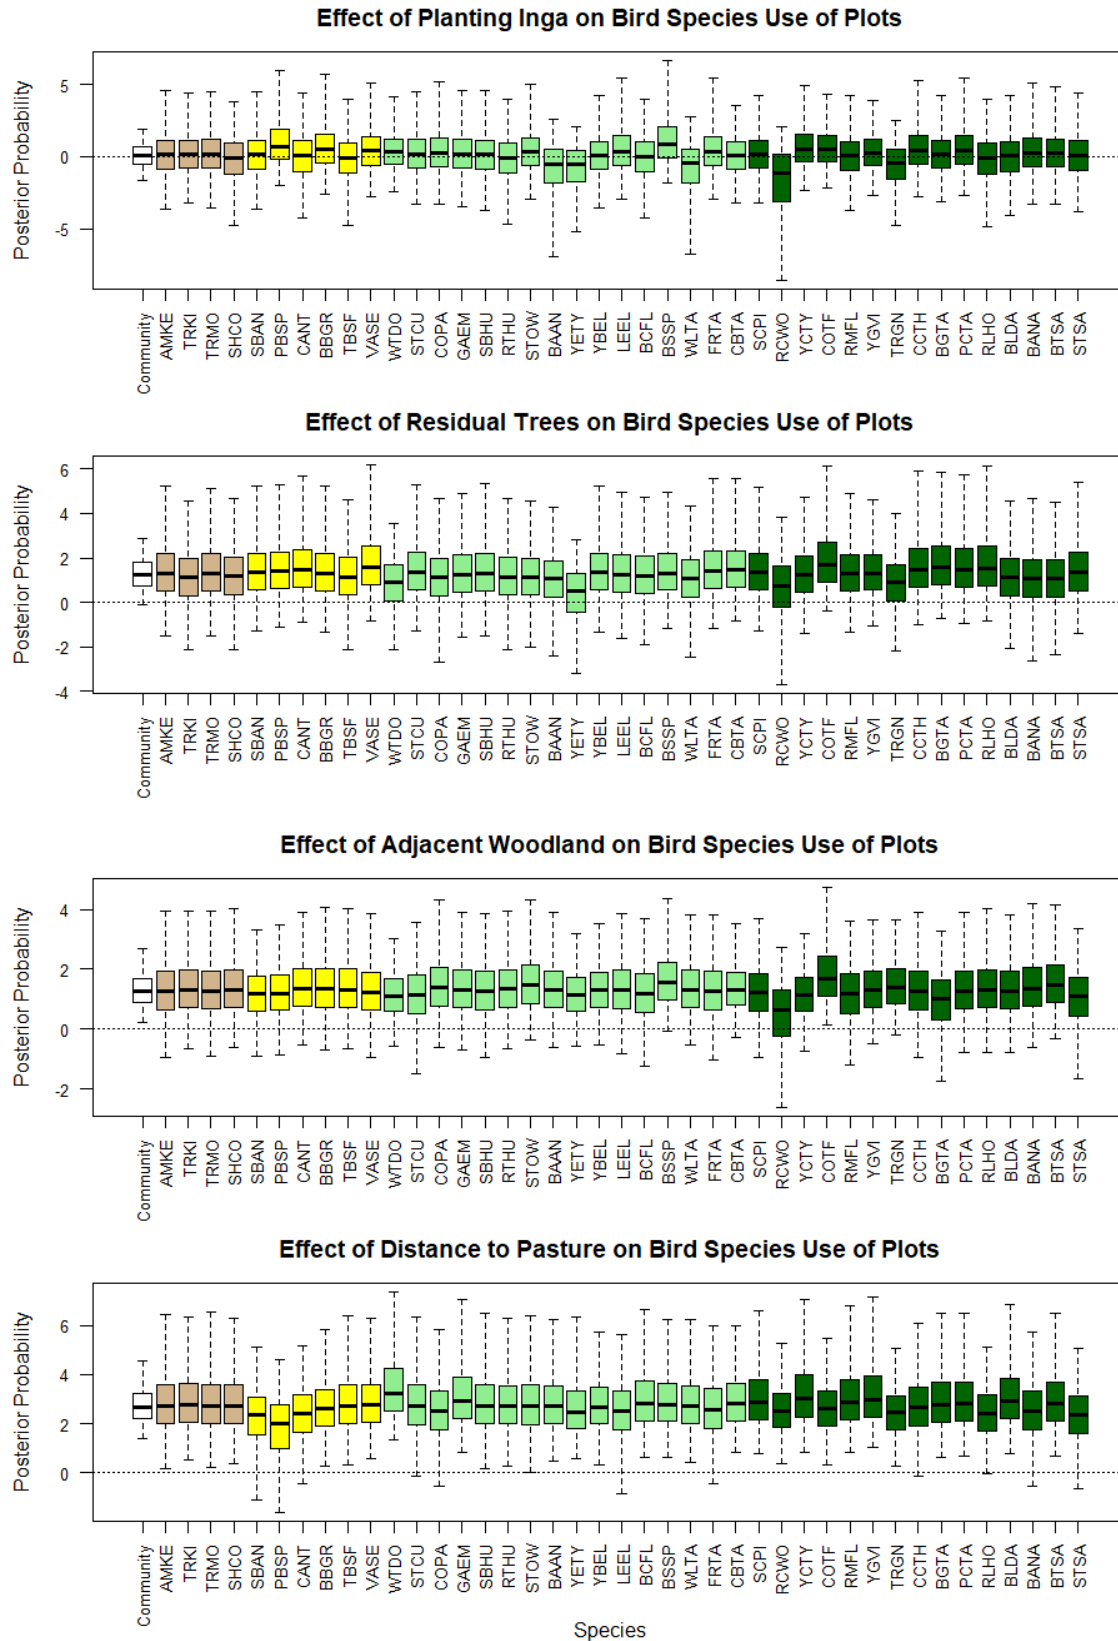 Effect of Planting Inga on Bird Species Use of Plots
Posterior Probability
5
0
-5
Community AMKE TRKI TRMO SHCO SBAN PBSP CANT BBGR TBSF VASE WTDO STCU COPA GAEM SBHU RTHU STOW BAAN YETY YBEL LEEL BCFL BSSP WLTA FRTA CBTA SCPI RCWO YCTY COTF RMFL YGVI TRGN CCTH BGTA PCTA RLHO BLDA BANA BTSA STSA
Effect of Residual Trees on Bird Species Use of Plots
Posterior Probability
6
4
2
0
-2
-4
Community AMKE TRKI TRMO SHCO SBAN PBSP CANT BBGR TBSF VASE WTDO STCU COPA GAEM SBHU RTHU STOW BAAN YETY YBEL LEEL BCFL BSSP WLTA FRTA CBTA SCPI RCWO YCTY COTF RMFL YGVI TRGN CCTH BGTA PCTA RLHO BLDA BANA BTSA STSA
Effect of Adjacent Woodland on Bird Species Use of Plots
Posterior Probability
4
2
0
-2
Community AMKE TRKI TRMO SHCO SBAN PBSP CANT BBGR TBSF VASE WTDO STCU COPA GAEM SBHU RTHU STOW BAAN YETY YBEL LEEL BCFL BSSP WLTA FRTA CBTA SCPI RCWO YCTY COTF RMFL YGVI TRGN CCTH BGTA PCTA RLHO BLDA BANA BTSA STSA
Effect of Distance to Pasture on Bird Species Use of Plots
Posterior Probability
6
4
2
0
Community AMKE TRKI TRMO SHCO SBAN PBSP CANT BBGR TBSF VASE WTDO STCU COPA GAEM SBHU RTHU STOW BAAN YETY YBEL LEEL BCFL BSSP WLTA FRTA CBTA SCPI RCWO YCTY COTF RMFL YGVI TRGN CCTH BGTA PCTA RLHO BLDA BANA BTSA STSA
Species